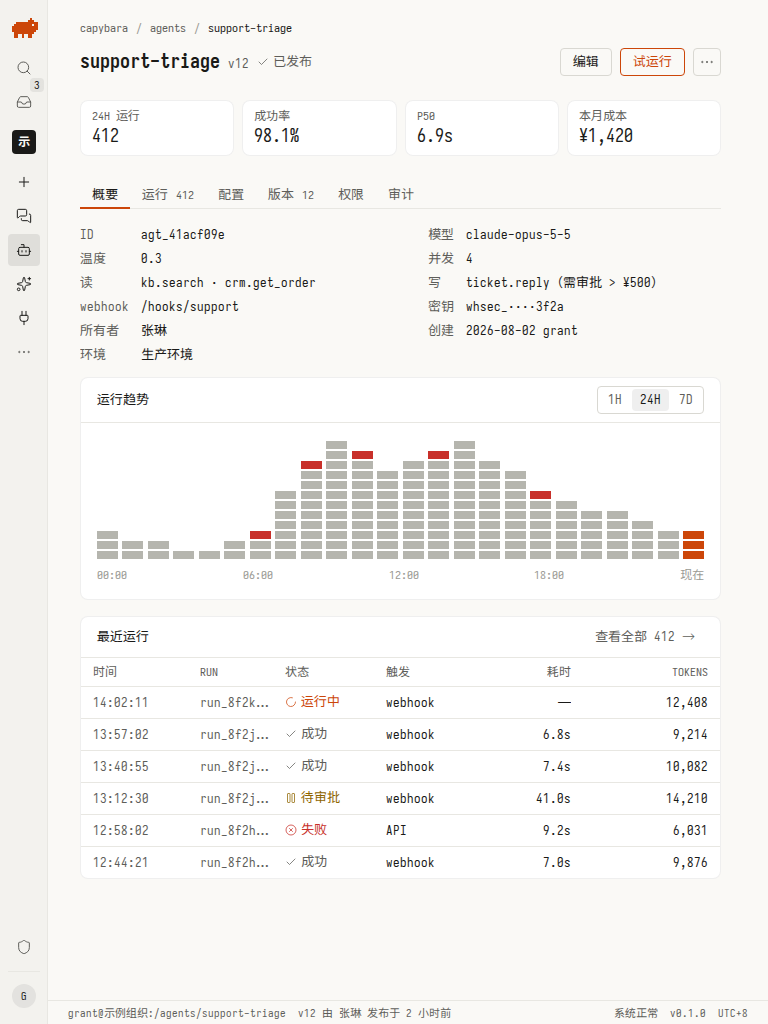 capybara / agents / support-triage
support-triage v12 已发布 编辑 试运行 ···
3
示
24H 运行 成功率 P50 本月成本
412 98.1% 6.9s ¥1,420
概要 运行 412 配置 版本 12 权限 审计
ID agt_41acf09e 模型 claude-opus-5-5
温度 0.3 并发 4
读 kb.search · crm.get_order 写 ticket.reply (需审批 > ¥500)
webhook /hooks/support 密钥 whsec_····3f2a
所有者 张琳 创建 2026-08-02 grant
环境 生产环境
运行趋势 1H 24H 7D
00:00 06:00 12:00 18:00 现在
最近运行 查看全部 412 →
时间 RUN 状态 触发 耗时 TOKENS
14:02:11 run_8f2k... 运行中 webhook — 12,408
13:57:02 run_8f2j... 成功 webhook 6.8s 9,214
13:40:55 run_8f2j... 成功 webhook 7.4s 10,082
13:12:30 run_8f2j... 待审批 webhook 41.0s 14,210
12:58:02 run_8f2h... 失败 API 9.2s 6,031
12:44:21 run_8f2h... 成功 webhook 7.0s 9,876
G
grant@示例组织:/agents/support-triage v12 由 张琳 发布于 2 小时前 系统正常 v0.1.0 UTC+8